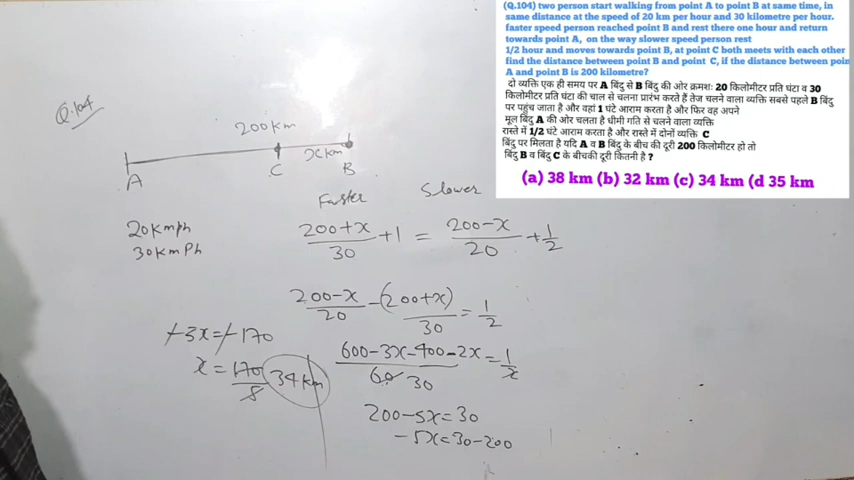 (Q.104) two person start walking from point A to point B at same time, in
same distance at the speed of 20 km per hour and 30 kilometre per hour.
faster speed person reached point B and rest there one hour and return
towards point A, on the way slower speed person rest
1/2 hour and moves towards point B, at point C both meets with each other
find the distance between point B and point C, if the distance between poin
A and point B is 200 kilometre?
दो व्यक्ति एक ही समय पर A बिंदु से B बिंदु की ओर क्रमशः 20 किलोमीटर प्रति घंटा व 30
किलोमीटर प्रति घंटा की चाल से चलना प्रारंभ करते हैं तेज चलने वाला व्यक्ति सबसे पहले B बिंदु
पर पहुंच जाता है और वहां 1 घंटे आराम करता है और फिर वह अपने
मूल बिंदु A की ओर चलता है धीमी गति से चलने वाला व्यक्ति
रास्ते में 1/2 घंटे आराम करता है और रास्ते में दोनों व्यक्ति C
बिंदु पर मिलता है यदि A व B बिंदु के बीच की दूरी 200 किलोमीटर हो तो
बिंदु B व बिंदु C के बीचकी दूरी कितनी है ?
(a) 38 km (b) 32 km (c) 34 km (d 35 km
Q.104
200km
x km
A C B
Faster Slower
20kmph
30kmPh
(200+x)/30 + 1 = (200-x)/20 + 1/2
(200-x)/20 - (200+x)/30 = 1/2
(600-3x-400-2x)/60 30 = 1/2
200-5x=30
-5x=30-200
x = 170/5 34km